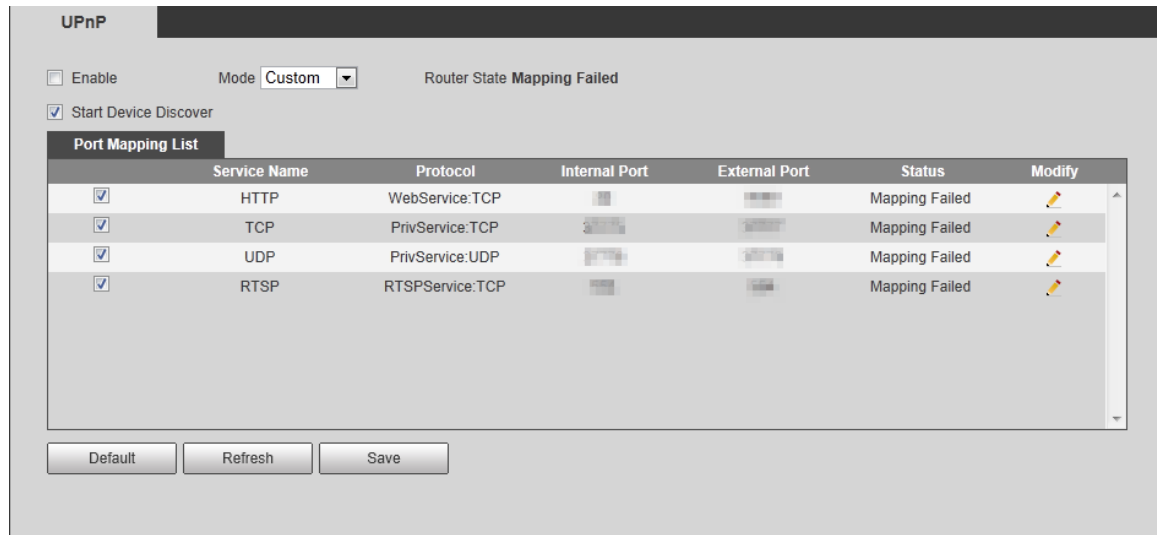 UPnP
Enable Mode Custom Router State Mapping Failed
Start Device Discover
Port Mapping List
Service Name Protocol Internal Port External Port Status Modify
HTTP WebService:TCP Mapping Failed
TCP PrivService:TCP Mapping Failed
UDP PrivService:UDP Mapping Failed
RTSP RTSPService:TCP Mapping Failed
Default Refresh Save